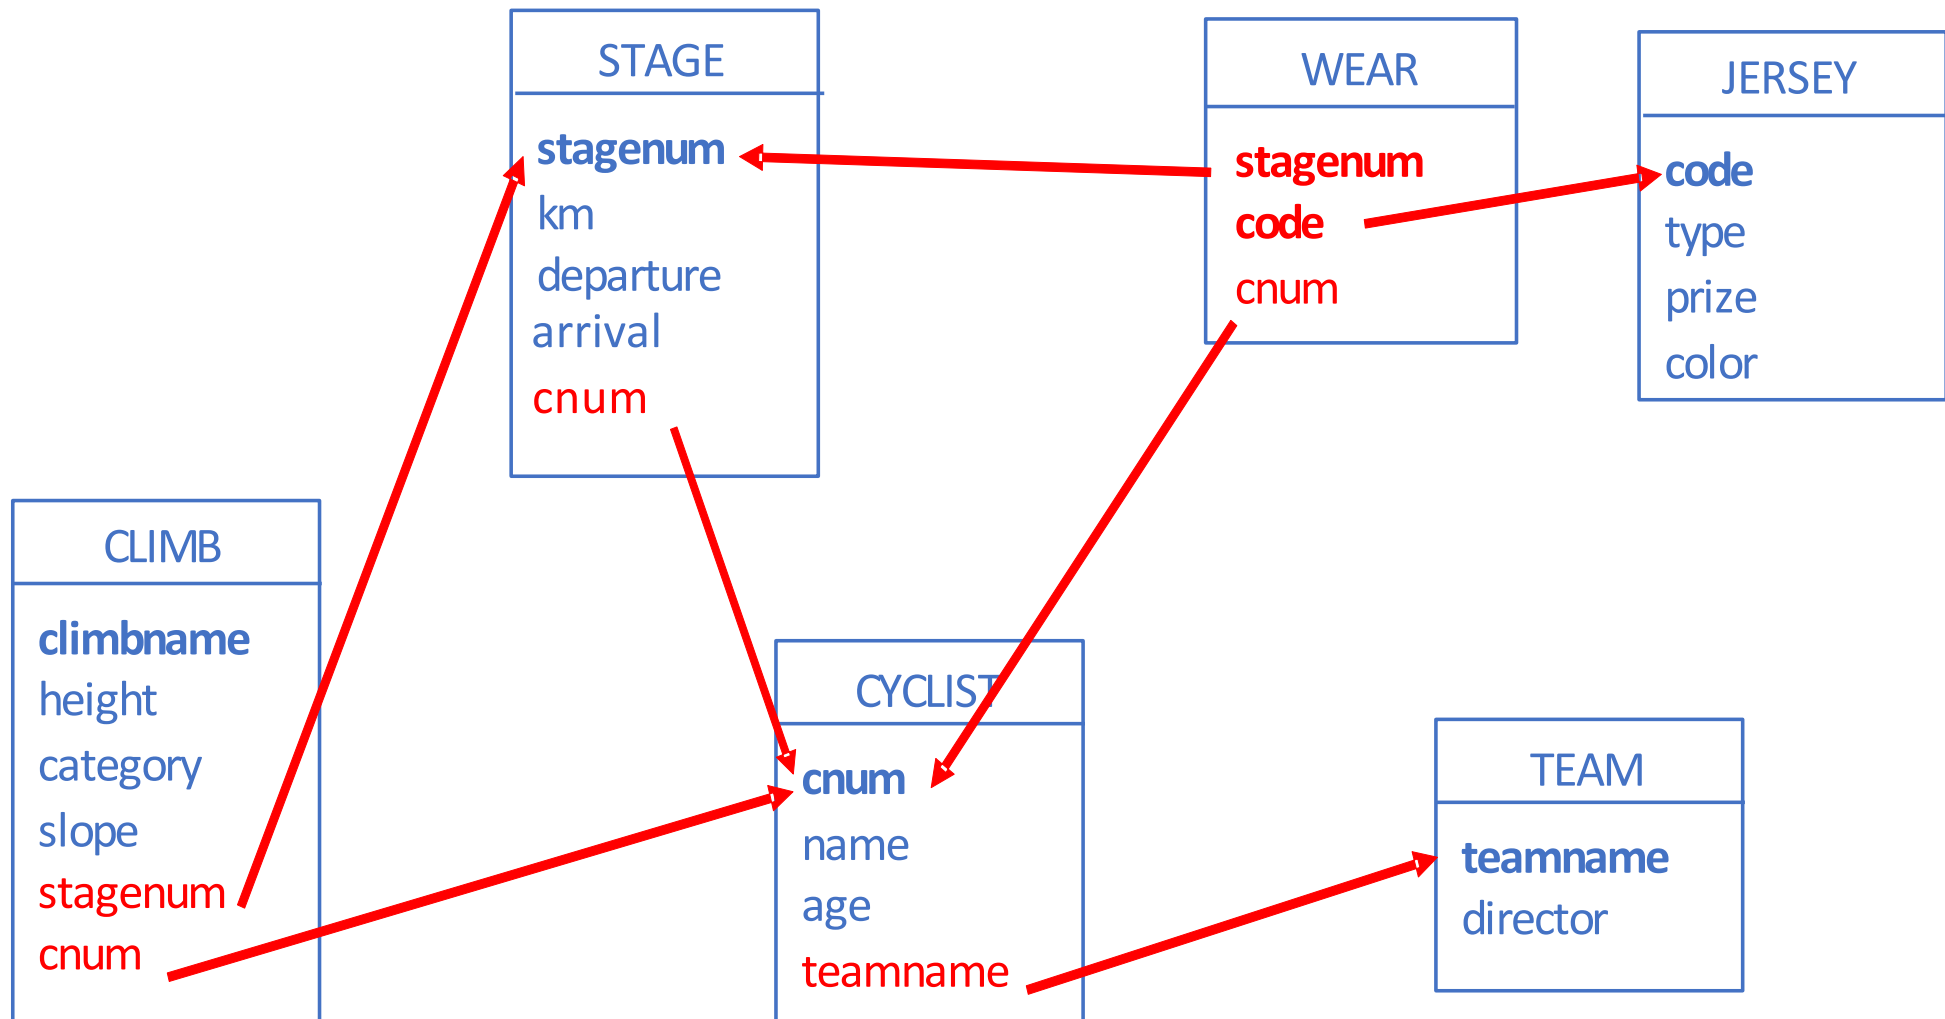 STAGE
stagenum
km
departure
arrival
cnum
WEAR
stagenum
code
cnum
JERSEY
code
type
prize
color
CLIMB
climbname
height
category
slope
stagenum
cnum
CYCLIST
cnum
name
age
teamname
TEAM
teamname
director